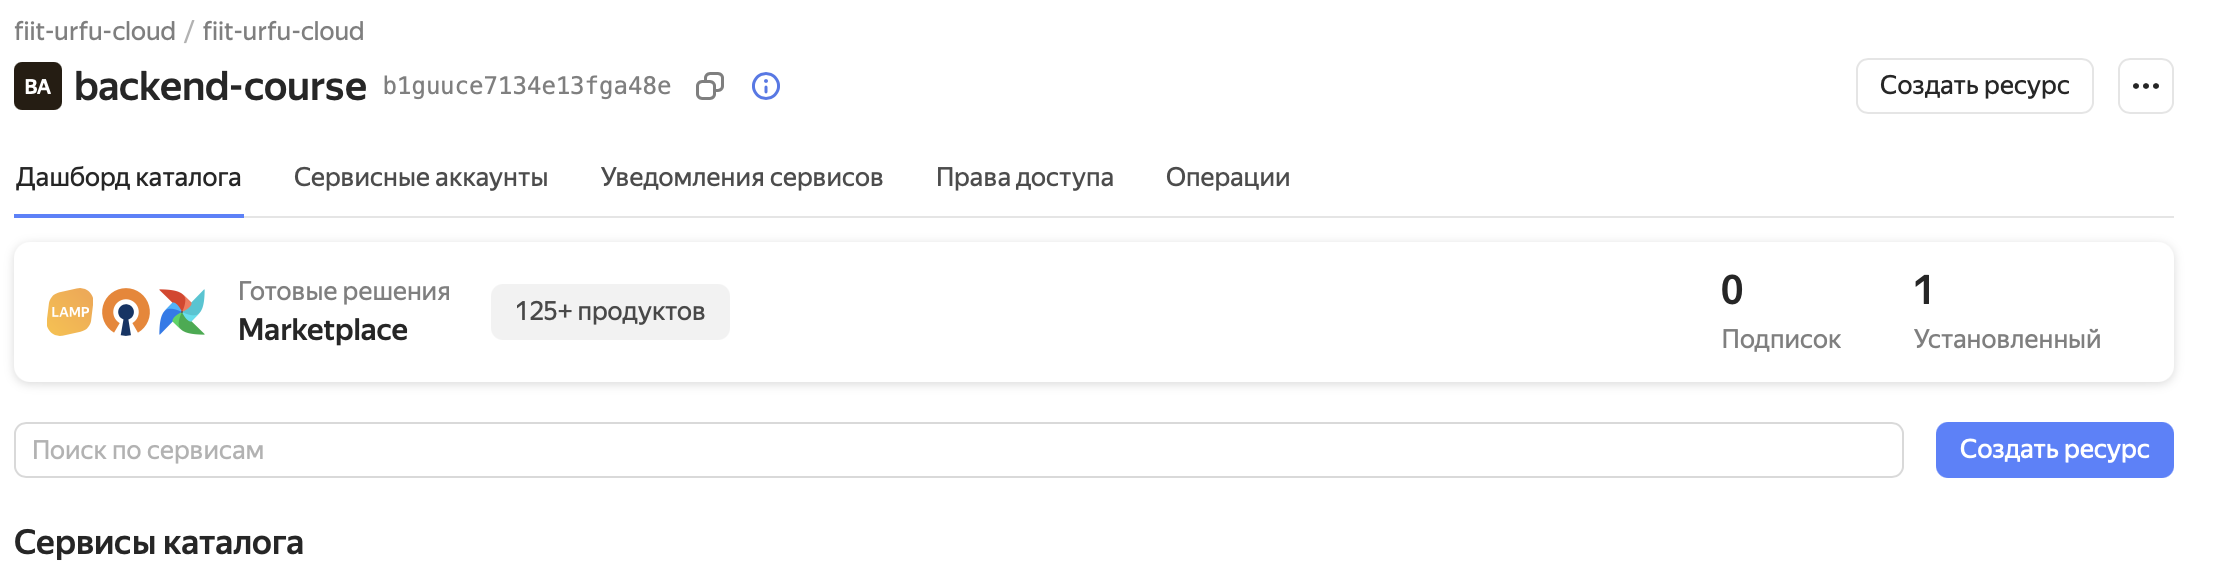 fiit-urfu-cloud / fiit-urfu-cloud
BA backend-course b1guuce7134e13fga48e
Создать ресурс
Дашборд каталога Сервисные аккаунты Уведомления сервисов Права доступа Операции
LAMP
Готовые решения
Marketplace
125+ продуктов
0
Подписок
1
Установленный
Поиск по сервисам
Создать ресурс
Сервисы каталога